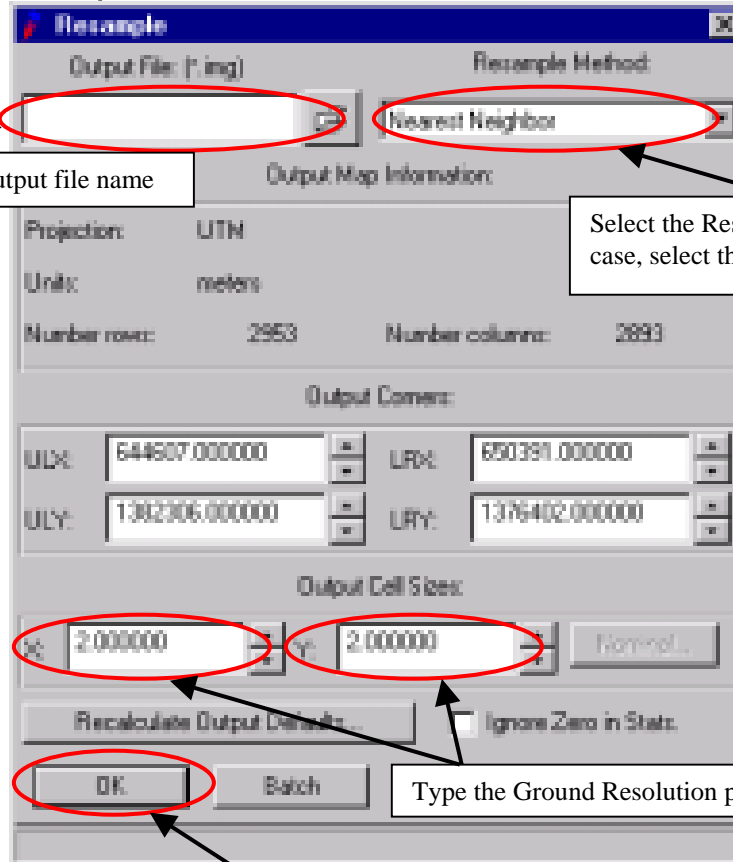 Resample
Output File: (*.img) Resample Method:
Nearest Neighbor
utput file name
Output Map Information:
Select the Res
case, select th
Projection: UTM
Units: meters
Number rows: 2953 Number columns: 2893
Output Corners:
ULX: 644607.000000 LRX: 650391.000000
ULY: 1382306.000000 LRY: 1376402.000000
Output Cell Sizes:
X: 2.000000 Y: 2.000000 Nominal...
Recalculate Output Defaults... Ignore Zero in Stats.
OK Batch
Type the Ground Resolution p